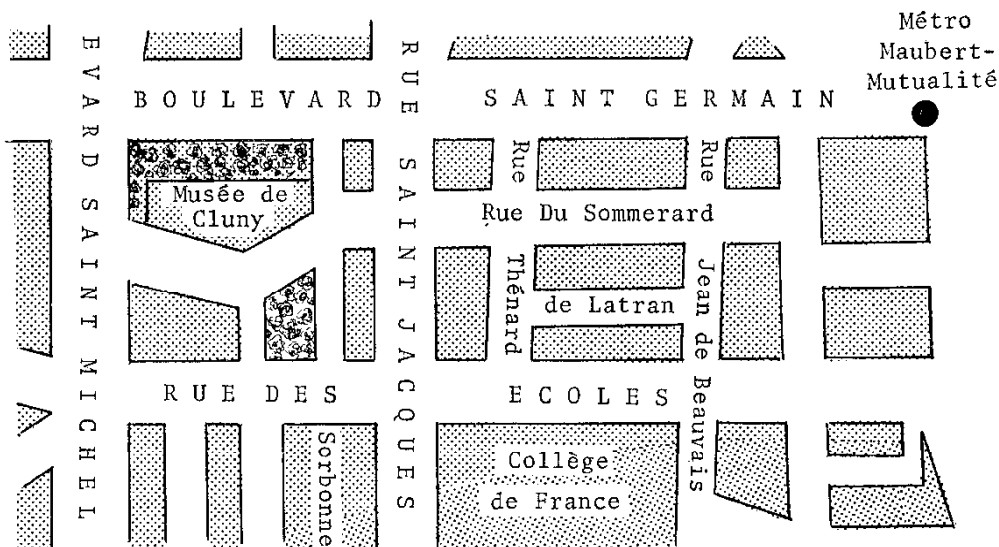 Métro
Maubert-
Mutualité
EVARD SAINT MICHEL
RUE SAINT JACQUES
BOULEVARD SAINT GERMAIN
Musée de
Cluny
Rue Thénard
Rue Jean de Beauvais
Rue Du Sommerard
de Latran
RUE DES ECOLES
Sorbonne
Collège
de France